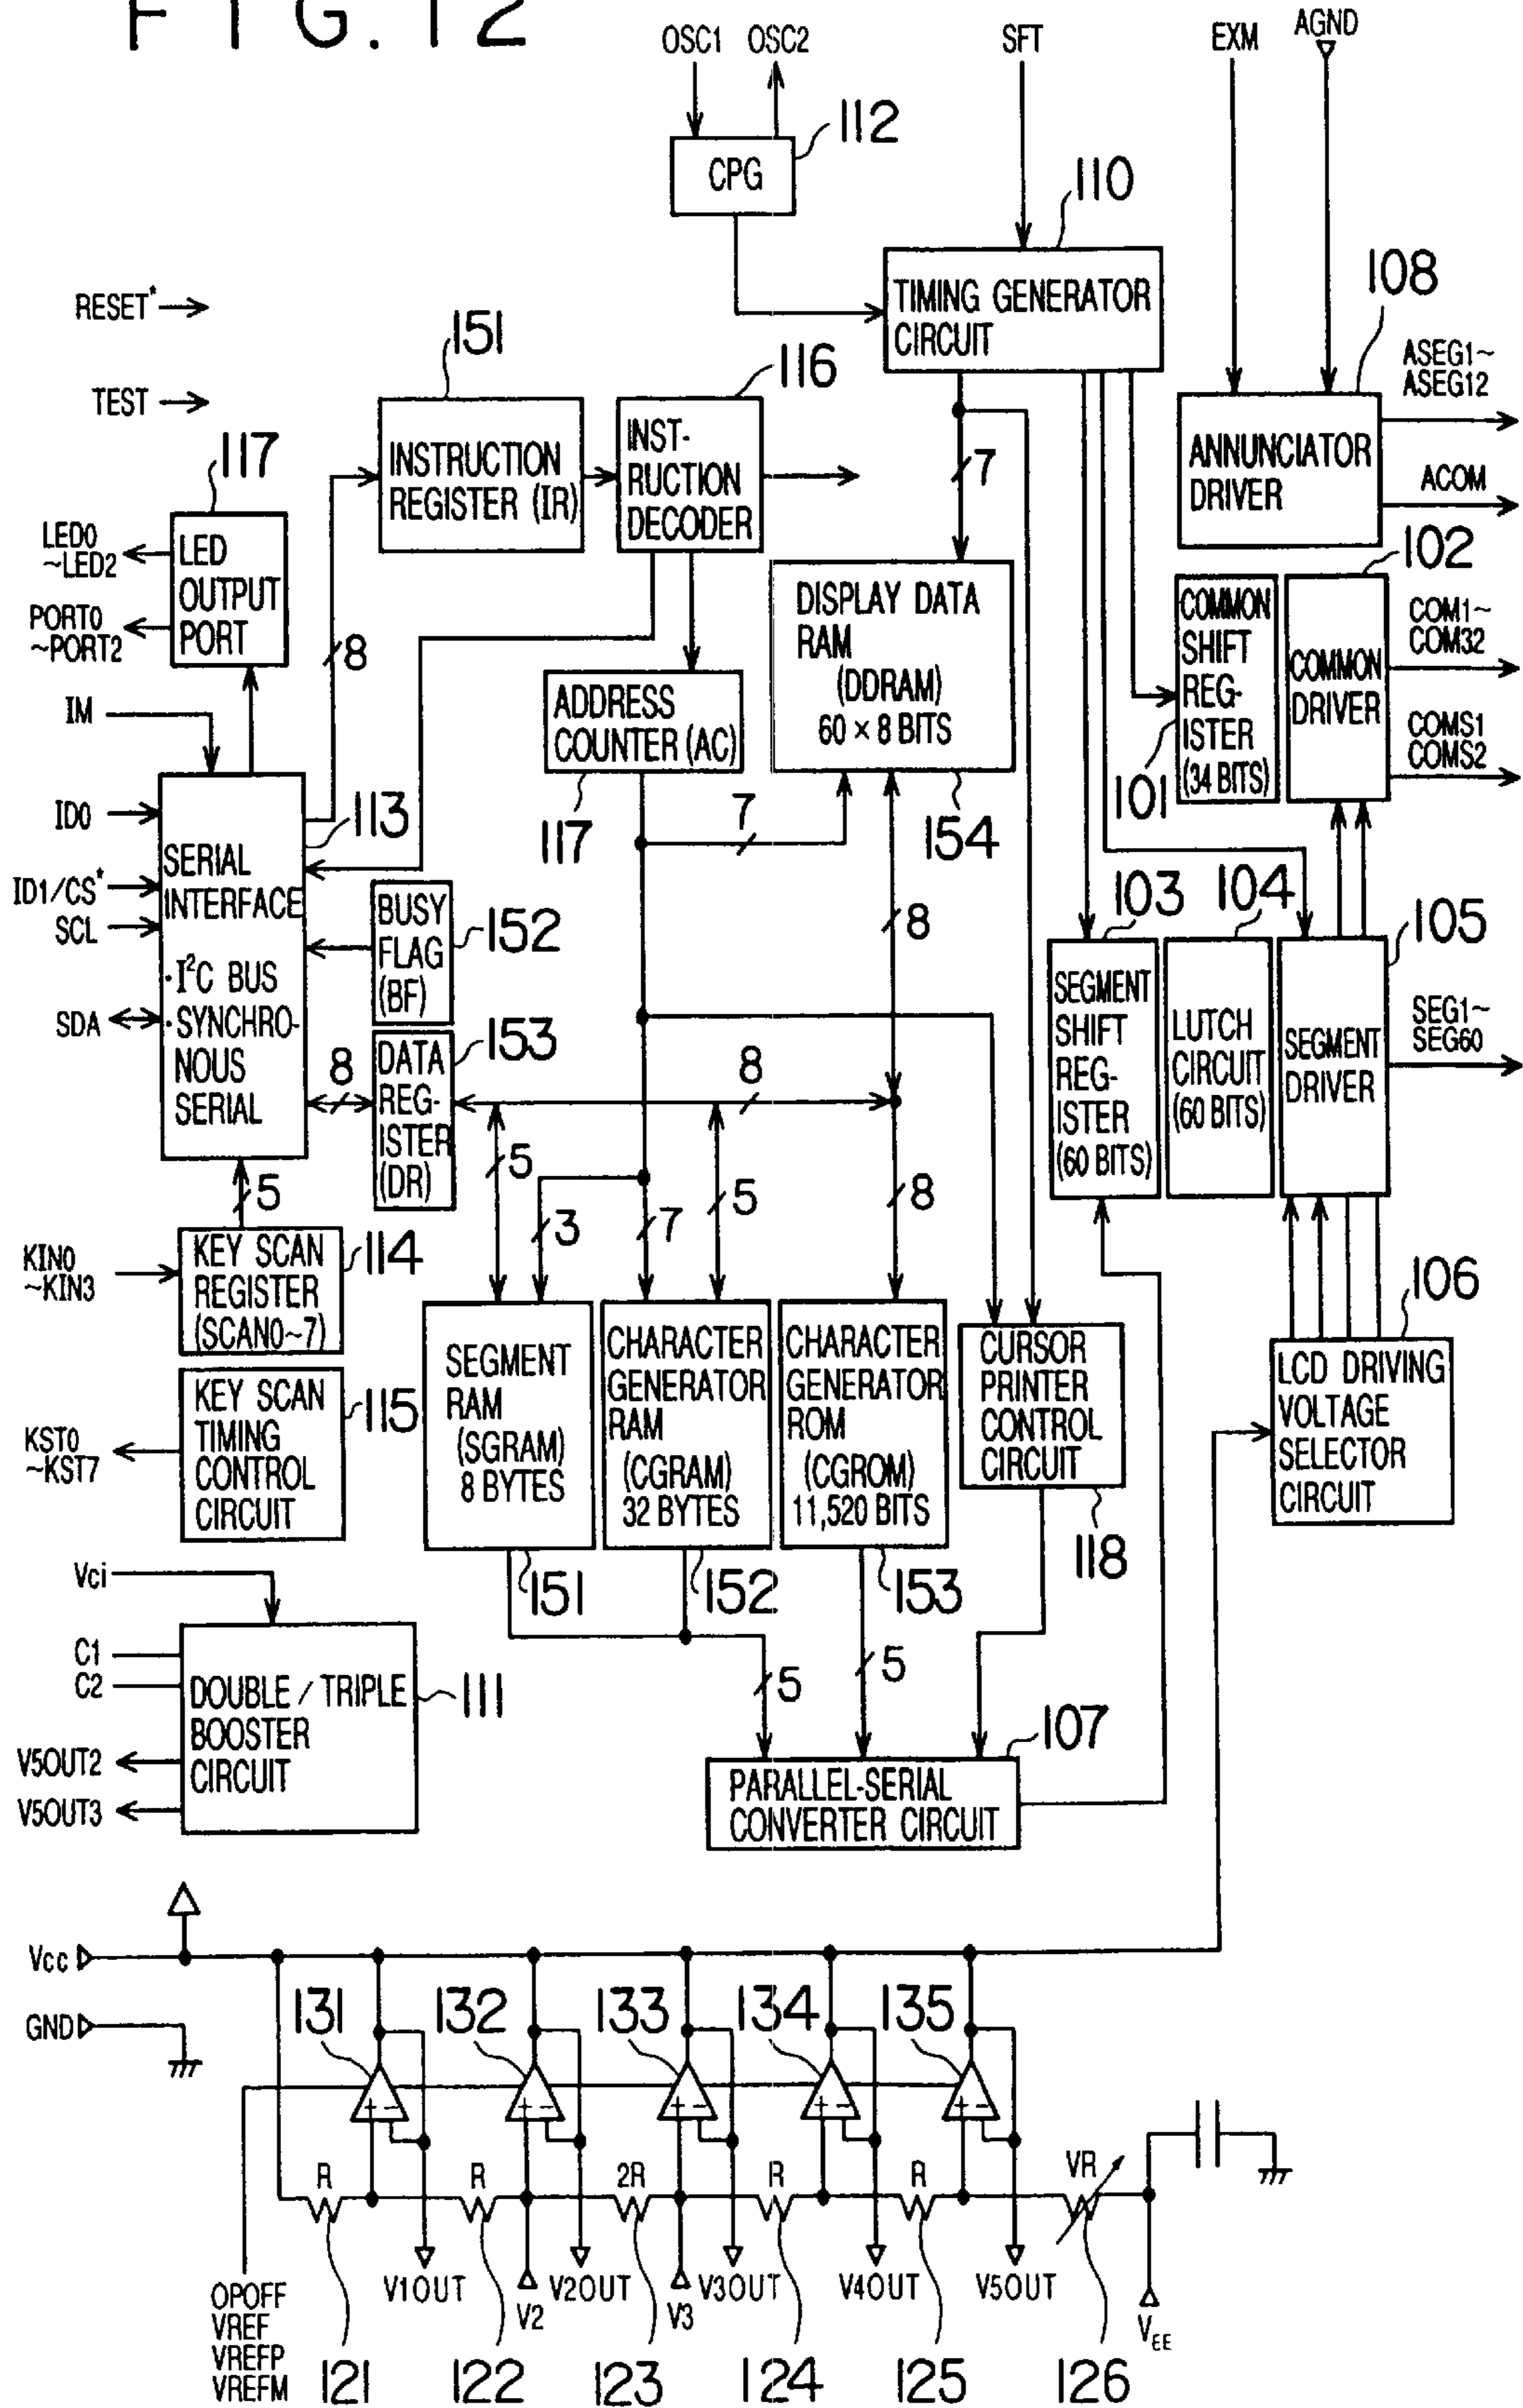 FIG. 12
OSC1 OSC2
SFT
EXM
AGND
112
CPG
110
TIMING GENERATOR
CIRCUIT
108
RESET*
TEST
151
INSTRUCTION
REGISTER (IR)
116
INST-
RUCTION
DECODER
7
ANNUNCIATOR
DRIVER
ASEG1~
ASEG12
ACOM
117
LED
OUTPUT
PORT
LED0
~LED2
PORT0
~PORT2
8
IM
ADDRESS
COUNTER (AC)
117
DISPLAY DATA
RAM
(DDRAM)
60 × 8 BITS
154
7
8
COMMON
SHIFT
REG-
ISTER
(34 BITS)
101
102
COMMON
DRIVER
COM1~
COM32
COMS1
COMS2
ID0
ID1/CS*
SCL
SDA
113
SERIAL
INTERFACE
·I²C BUS
·SYNCHRO-
NOUS
SERIAL
BUSY
FLAG
(BF)
152
8
DATA
REG-
ISTER
(DR)
153
8
5
3
7
5
8
103
SEGMENT
SHIFT
REG-
ISTER
(60 BITS)
104
LUTCH
CIRCUIT
(60 BITS)
105
SEGMENT
DRIVER
SEG1~
SEG60
5
KIN0
~KIN3
KEY SCAN
REGISTER
(SCAN0~7)
114
KST0
~KST7
KEY SCAN
TIMING
CONTROL
CIRCUIT
115
SEGMENT
RAM
(SGRAM)
8 BYTES
151
CHARACTER
GENERATOR
RAM
(CGRAM)
32 BYTES
152
CHARACTER
GENERATOR
ROM
(CGROM)
11,520 BITS
153
CURSOR
PRINTER
CONTROL
CIRCUIT
118
106
LCD DRIVING
VOLTAGE
SELECTOR
CIRCUIT
Vci
C1
C2
V5OUT2
V5OUT3
DOUBLE / TRIPLE
BOOSTER
CIRCUIT
111
5
5
107
PARALLEL-SERIAL
CONVERTER CIRCUIT
Vcc
GND
131
132
133
134
135
+ −
+ −
+ −
+ −
+ −
R
R
2R
R
R
VR
V1OUT
V2
V2OUT
V3
V3OUT
V4OUT
V5OUT
VEE
OPOFF
VREF
VREFP
VREFM
121
122
123
124
125
126